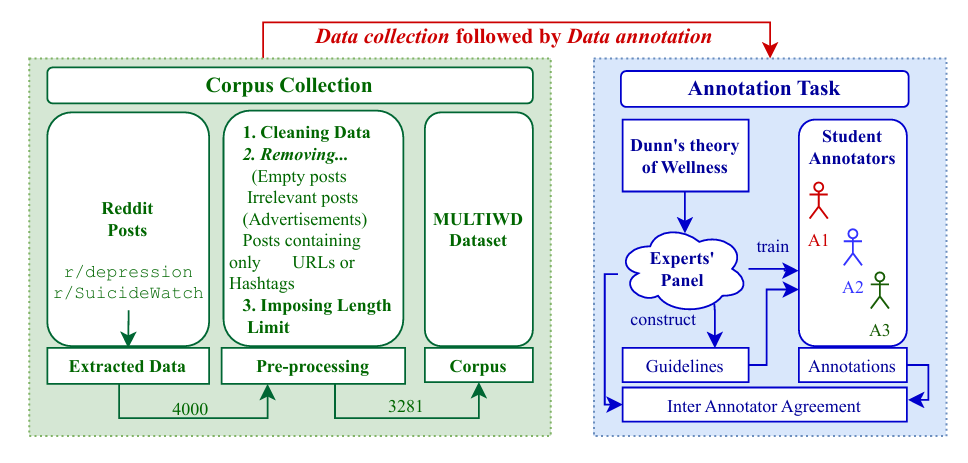 Data collection followed by Data annotation
Corpus Collection
Reddit
Posts
r/depression
r/SuicideWatch
Extracted Data
4000
1. Cleaning Data
2. Removing...
(Empty posts
Irrelevant posts
(Advertisements)
Posts containing
only URLs or
Hashtags
3. Imposing Length
Limit
Pre-processing
3281
MULTIWD
Dataset
Corpus
Annotation Task
Dunn's theory
of Wellness
Experts'
Panel
train
construct
Guidelines
Student
Annotators
A1
A2
A3
Annotations
Inter Annotator Agreement